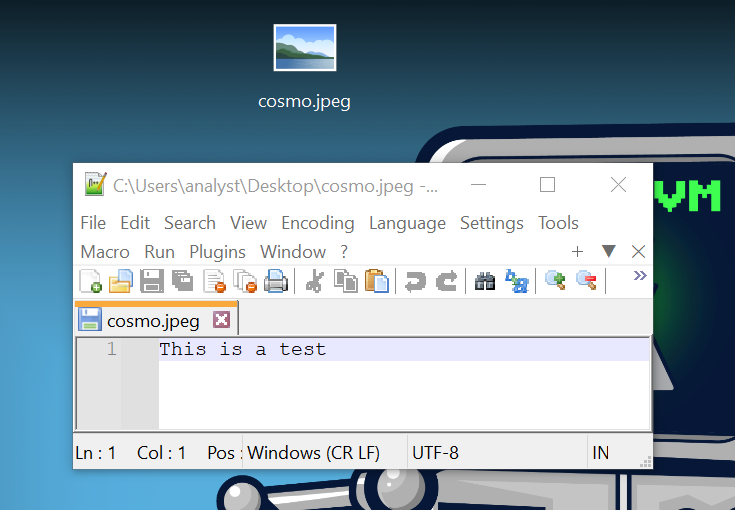 cosmo.jpeg
C:\Users\analyst\Desktop\cosmo.jpeg -...
VM
File Edit Search View Encoding Language Settings Tools
Macro Run Plugins Window ? + ▼ ✕
»
cosmo.jpeg
1 This is a test
Ln : 1 Col : 1 Pos : Windows (CR LF) UTF-8 IN